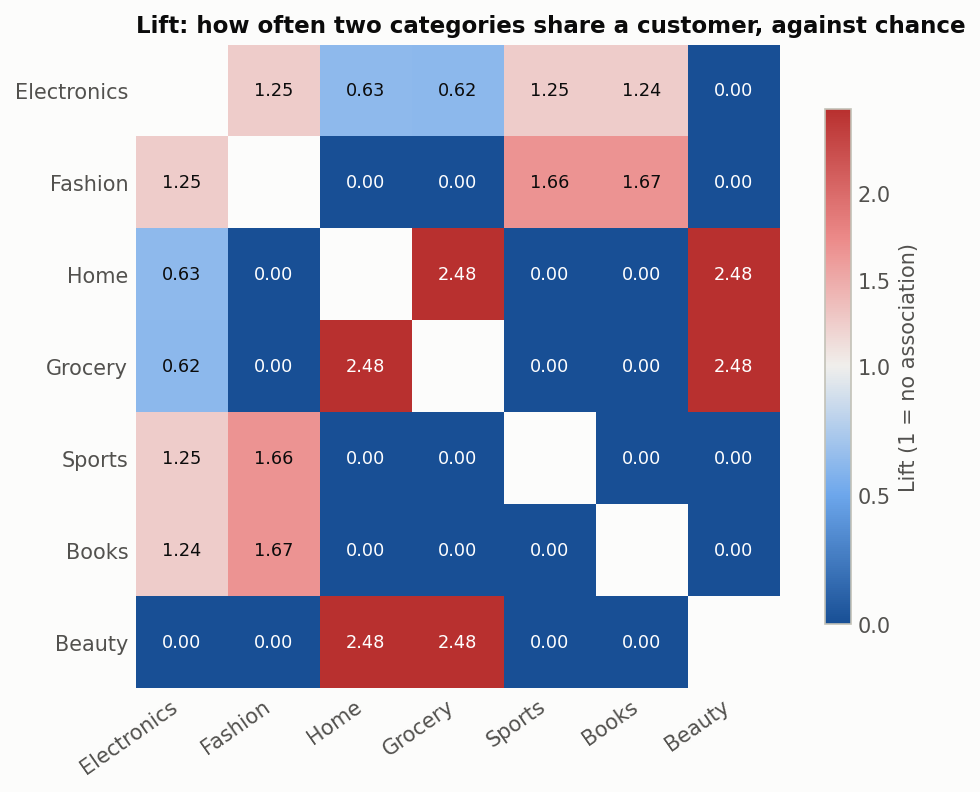 Lift: how often two categories share a customer, against chance
Electronics 1.25 0.63 0.62 1.25 1.24 0.00
Fashion 1.25 0.00 0.00 1.66 1.67 0.00
Home 0.63 0.00 2.48 0.00 0.00 2.48
Grocery 0.62 0.00 2.48 0.00 0.00 2.48
Sports 1.25 1.66 0.00 0.00 0.00 0.00
Books 1.24 1.67 0.00 0.00 0.00 0.00
Beauty 0.00 0.00 2.48 2.48 0.00 0.00
Electronics Fashion Home Grocery Sports Books Beauty
2.0
1.5
1.0
0.5
0.0
Lift (1 = no association)